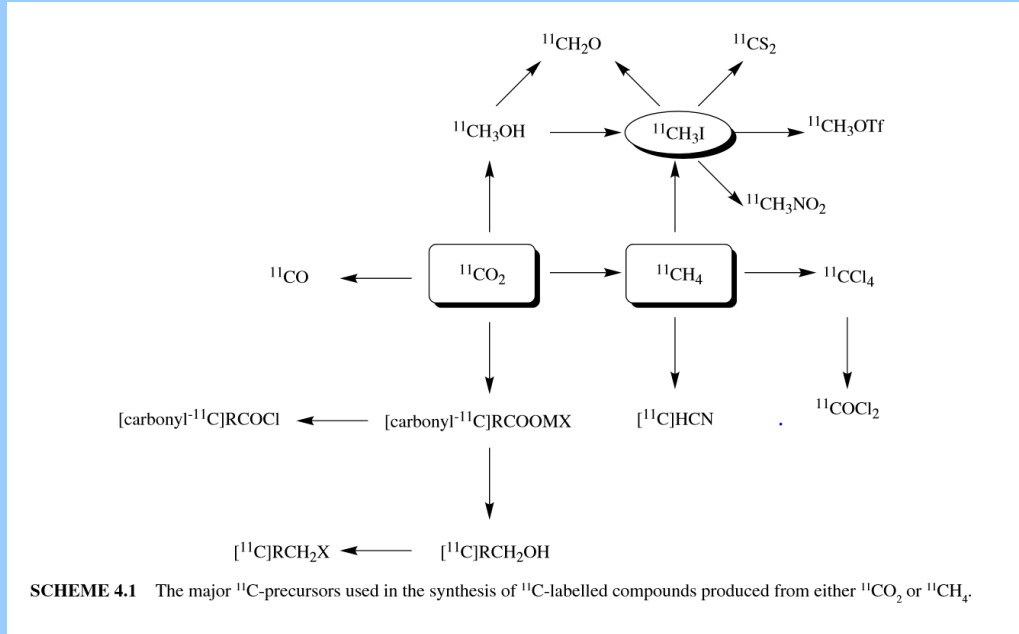 ¹¹CH₂O ¹¹CS₂
¹¹CH₃OH ¹¹CH₃I ¹¹CH₃OTf
¹¹CH₃NO₂
¹¹CO ¹¹CO₂ ¹¹CH₄ ¹¹CCl₄
[carbonyl-¹¹C]RCOCl [carbonyl-¹¹C]RCOOMX [¹¹C]HCN ¹¹COCl₂
[¹¹C]RCH₂X [¹¹C]RCH₂OH
SCHEME 4.1 The major ¹¹C-precursors used in the synthesis of ¹¹C-labelled compounds produced from either ¹¹CO₂ or ¹¹CH₄.